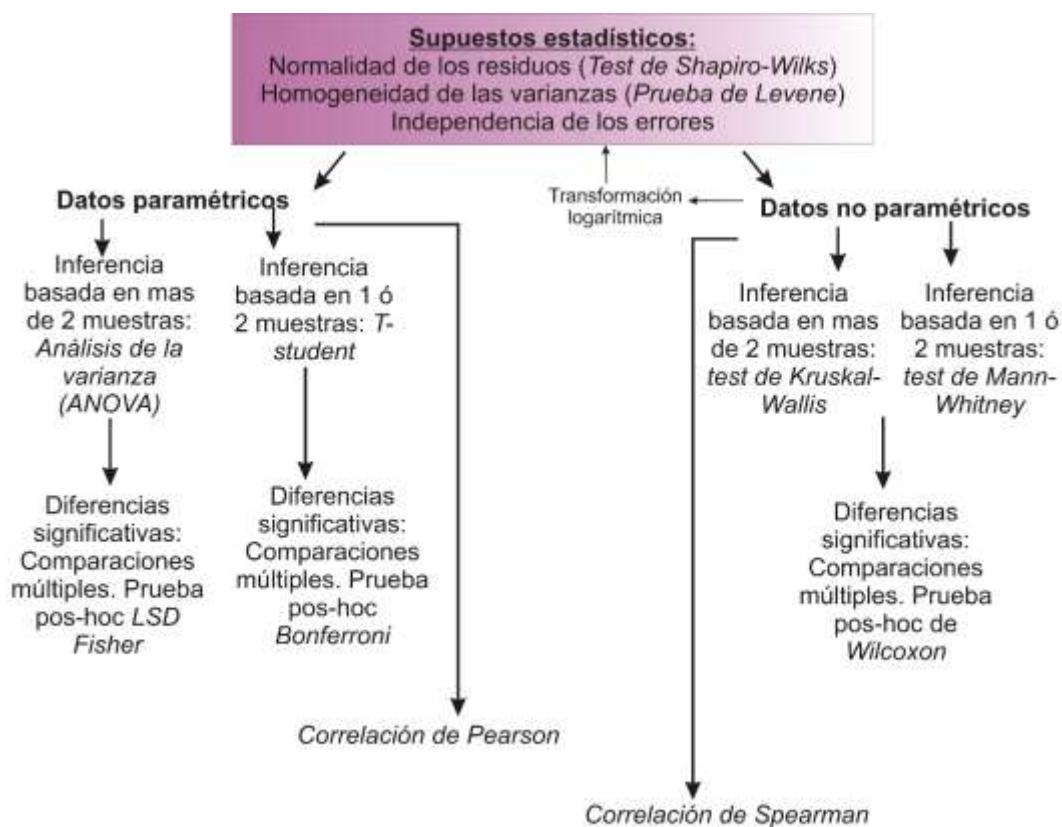 Supuestos estadísticos:
Normalidad de los residuos (Test de Shapiro-Wilks)
Homogeneidad de las varianzas (Prueba de Levene)
Independencia de los errores
Transformación
logarítmica
Datos paramétricos
Inferencia
basada en mas
de 2 muestras:
Análisis de la
varianza
(ANOVA)
Diferencias
significativas:
Comparaciones
múltiples. Prueba
pos-hoc LSD
Fisher
Inferencia
basada en 1 ó
2 muestras: T-
student
Diferencias
significativas:
Comparaciones
múltiples. Prueba
pos-hoc
Bonferroni
Correlación de Pearson
Datos no paramétricos
Inferencia
basada en mas
de 2 muestras:
test de Kruskal-
Wallis
Inferencia
basada en 1 ó
2 muestras:
test de Mann-
Whitney
Diferencias
significativas:
Comparaciones
múltiples. Prueba
pos-hoc de
Wilcoxon
Correlación de Spearman